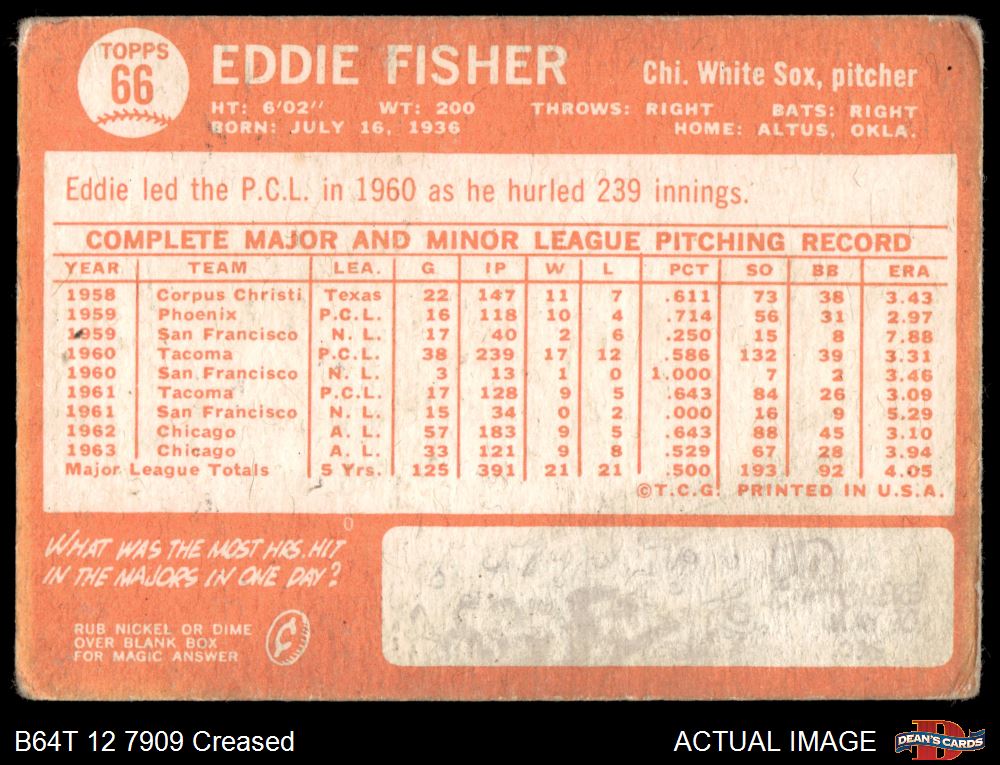 TOPPS
66
EDDIE FISHER
Chi. White Sox, pitcher
HT: 6'02" WT: 200 THROWS: RIGHT BATS: RIGHT
BORN: JULY 16, 1936 HOME: ALTUS, OKLA.
Eddie led the P.C.L. in 1960 as he hurled 239 innings.
COMPLETE MAJOR AND MINOR LEAGUE PITCHING RECORD
YEAR TEAM LEA. G IP W L PCT SO BB ERA
1958 Corpus Christi Texas 22 147 11 7 .611 73 38 3.43
1959 Phoenix P.C.L. 16 118 10 4 .714 56 31 2.97
1959 San Francisco N. L. 17 40 2 6 .250 15 8 7.88
1960 Tacoma P.C.L. 38 239 17 12 .586 132 39 3.31
1960 San Francisco N. L. 3 13 1 0 1.000 7 2 3.46
1961 Tacoma P.C.L. 17 128 9 5 .643 84 26 3.09
1961 San Francisco N. L. 15 34 0 2 .000 16 9 5.29
1962 Chicago A. L. 57 183 9 5 .643 88 45 3.10
1963 Chicago A. L. 33 121 9 8 .529 67 28 3.94
Major League Totals 5 Yrs. 125 391 21 21 .500 193 92 4.05
©T.C.G. PRINTED IN U.S.A.
WHAT WAS THE MOST HRS. HIT
IN THE MAJORS IN ONE DAY?
RUB NICKEL OR DIME
OVER BLANK BOX
FOR MAGIC ANSWER
B64T 12 7909 Creased
ACTUAL IMAGE
DEAN'S CARDS